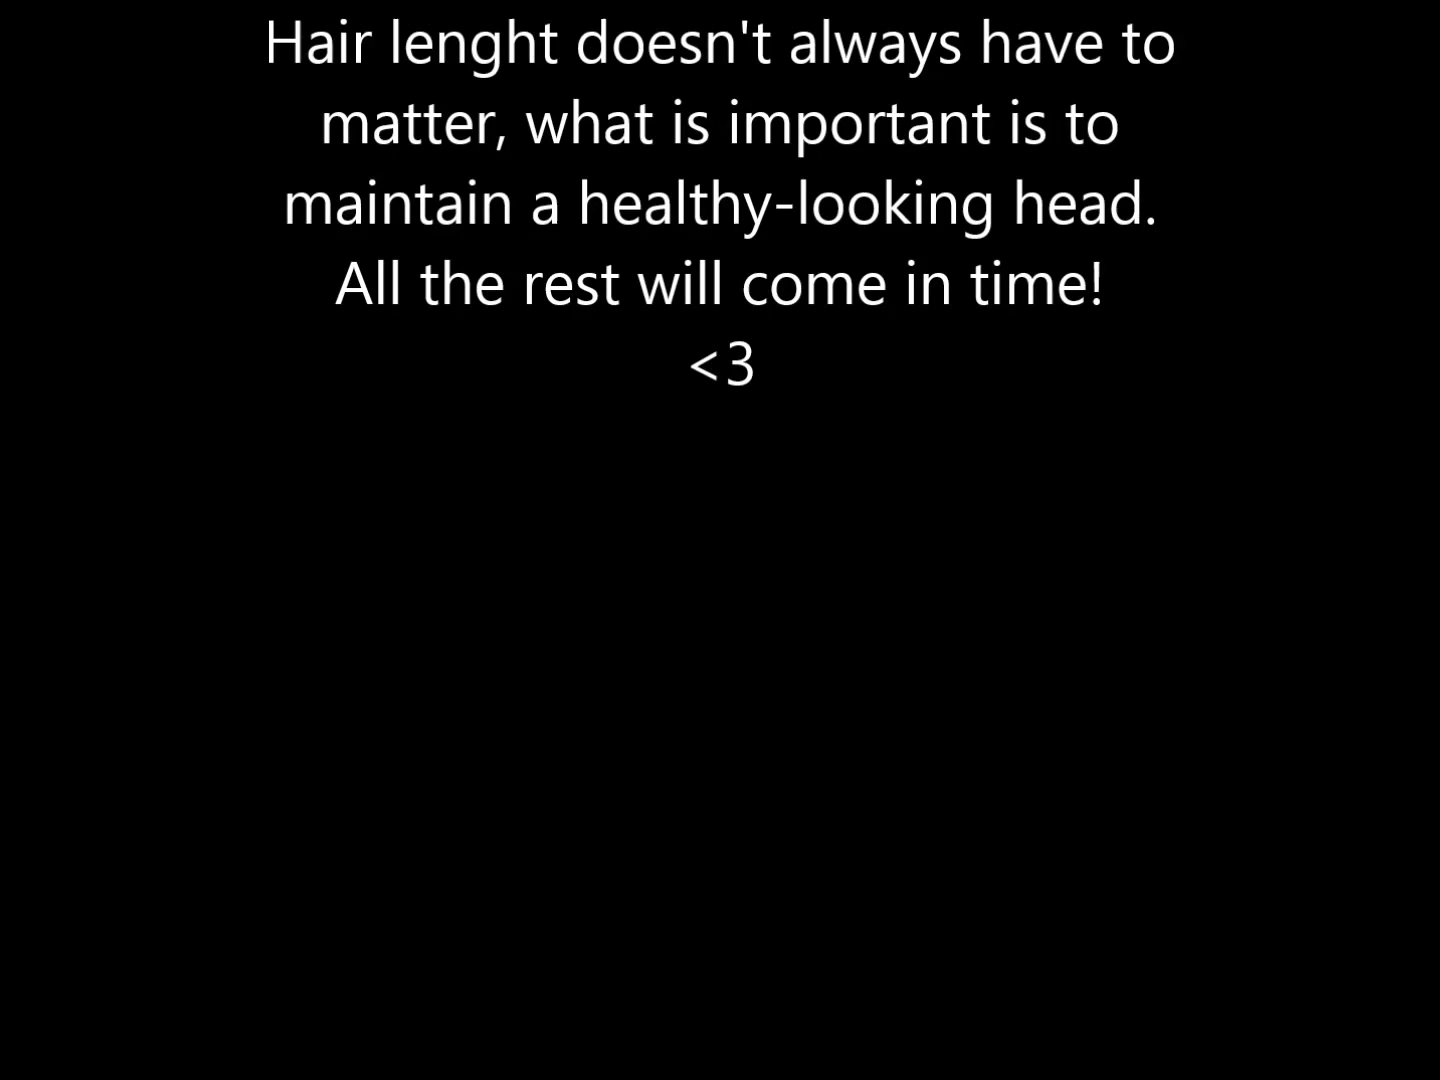 Hair lenght doesn't always have to
matter, what is important is to
maintain a healthy-looking head.
All the rest will come in time!
<3